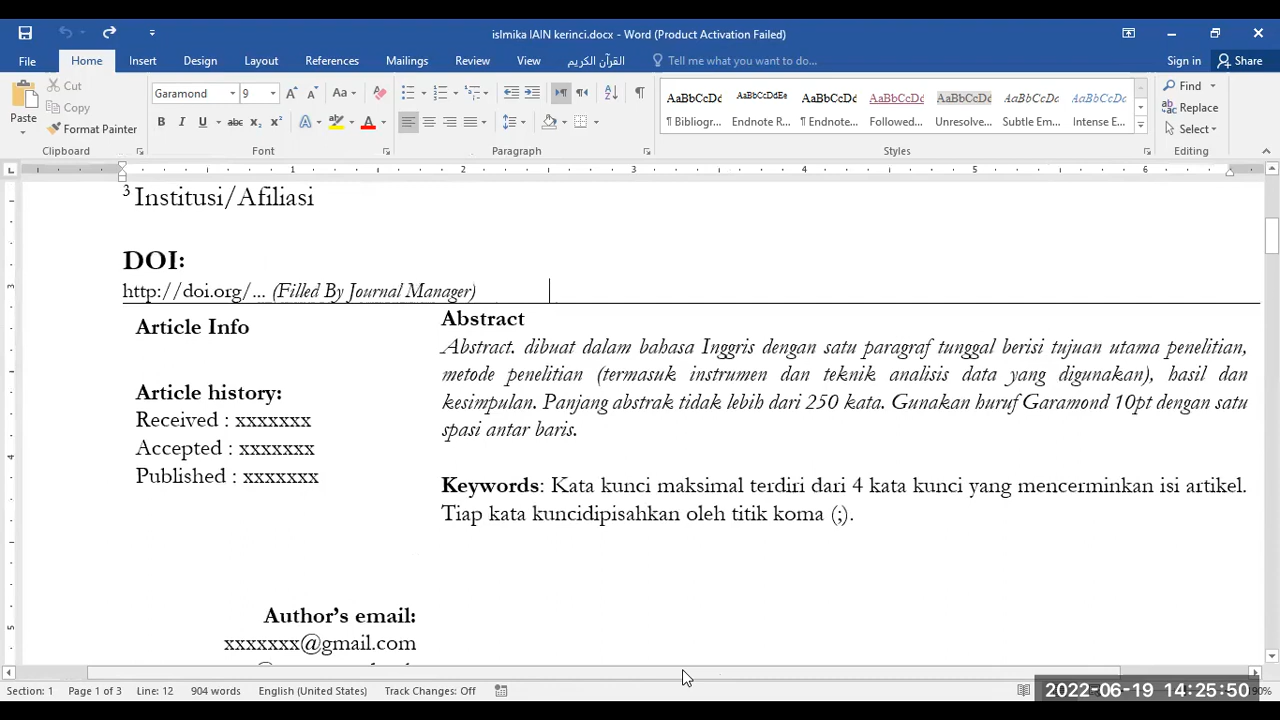 islmika IAIN kerinci.docx - Word (Product Activation Failed)
File Home Insert Design Layout References Mailings Review View القرآن الكريم Tell me what you want to do... Sign in Share
Cut
Copy
Format Painter
Paste
Garamond 9
Find
Replace
Select
AaBbCcDd AaBbCcDdEe AaBbCcDd AaBbCcDd AaBbCcDd AaBbCcDd AaBbCcDd
¶ Bibliogr... Endnote R... ¶ Endnote... Followed... Unresolve... Subtle Em... Intense E...
Clipboard Font Paragraph Styles Editing
1 2 3 4 5 6
3 Institusi/Afiliasi
DOI:
http://doi.org/... (Filled By Journal Manager)
Article Info
Article history:
Received : xxxxxxx
Accepted : xxxxxxx
Published : xxxxxxx
Abstract
Abstract. dibuat dalam bahasa Inggris dengan satu paragraf tunggal berisi tujuan utama penelitian,
metode penelitian (termasuk instrumen dan teknik analisis data yang digunakan), hasil dan
kesimpulan. Panjang abstrak tidak lebih dari 250 kata. Gunakan huruf Garamond 10pt dengan satu
spasi antar baris.
Keywords: Kata kunci maksimal terdiri dari 4 kata kunci yang mencerminkan isi artikel.
Tiap kata kuncidipisahkan oleh titik koma (;).
Author's email:
xxxxxxx@gmail.com
Section: 1 Page 1 of 3 Line: 12 904 words English (United States) Track Changes: Off
2022-06-19 14:25:50